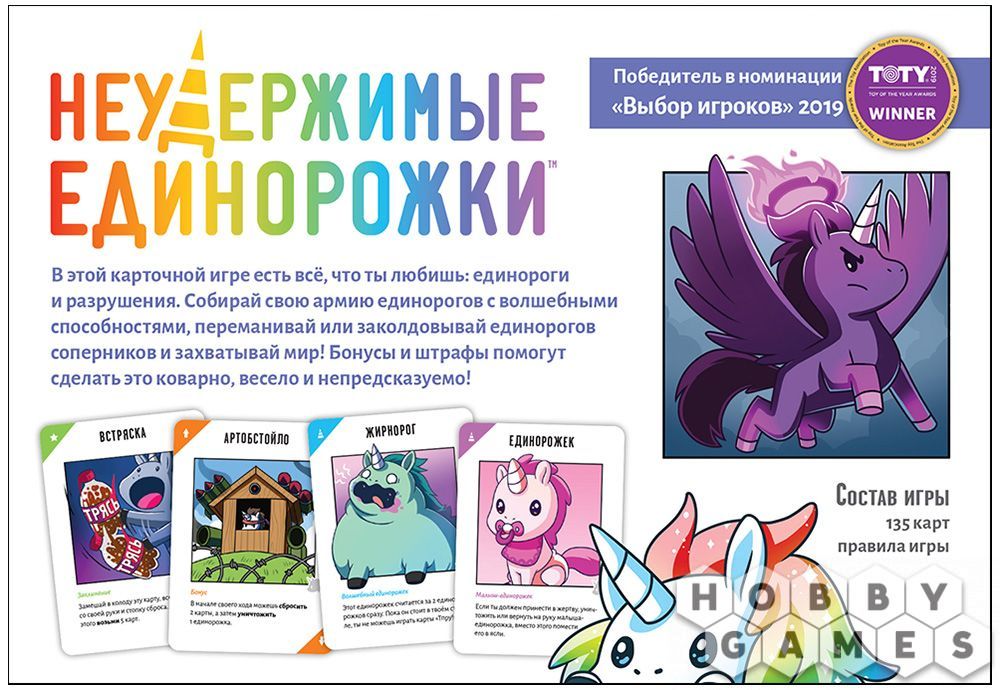 НЕУДЕРЖИМЫЕ
ЕДИНОРОЖКИ™
Победитель в номинации
«Выбор игроков» 2019
TOTY 2019
TOY OF THE YEAR AWARDS
WINNER
В этой карточной игре есть всё, что ты любишь: единороги
и разрушения. Собирай свою армию единорогов с волшебными
способностями, переманивай или заколдовывай единорогов
соперников и захватывай мир! Бонусы и штрафы помогут
сделать это коварно, весело и непредсказуемо!
ВСТРЯСКА
ТРЯСЬ
ТРЯСЬ
Заклинание
Замешай в колоду эту карту, вс
со своей руки и стопку сброса.
этого возьми 5 карт.
АРТОБСТОЙЛО
Бонус
В начале своего хода можешь сбросить
2 карты, а затем уничтожить
1 единорога.
ЖИРНОРОГ
Волшебный единорожек
Этот единорожек считается за 2 едино
рожков сразу. Пока он стоит в твоём с
ле, ты не можешь играть карты «Тпру
ЕДИНОРОЖЕК
Малыш-единорожек
Если ты должен принести в жертву, унич-
тожить или вернуть на руку малыша-
единорожка, вместо этого помести
его в ясли.
СОСТАВ ИГРЫ
135 карт
правила игры
HOBBY
GAMES